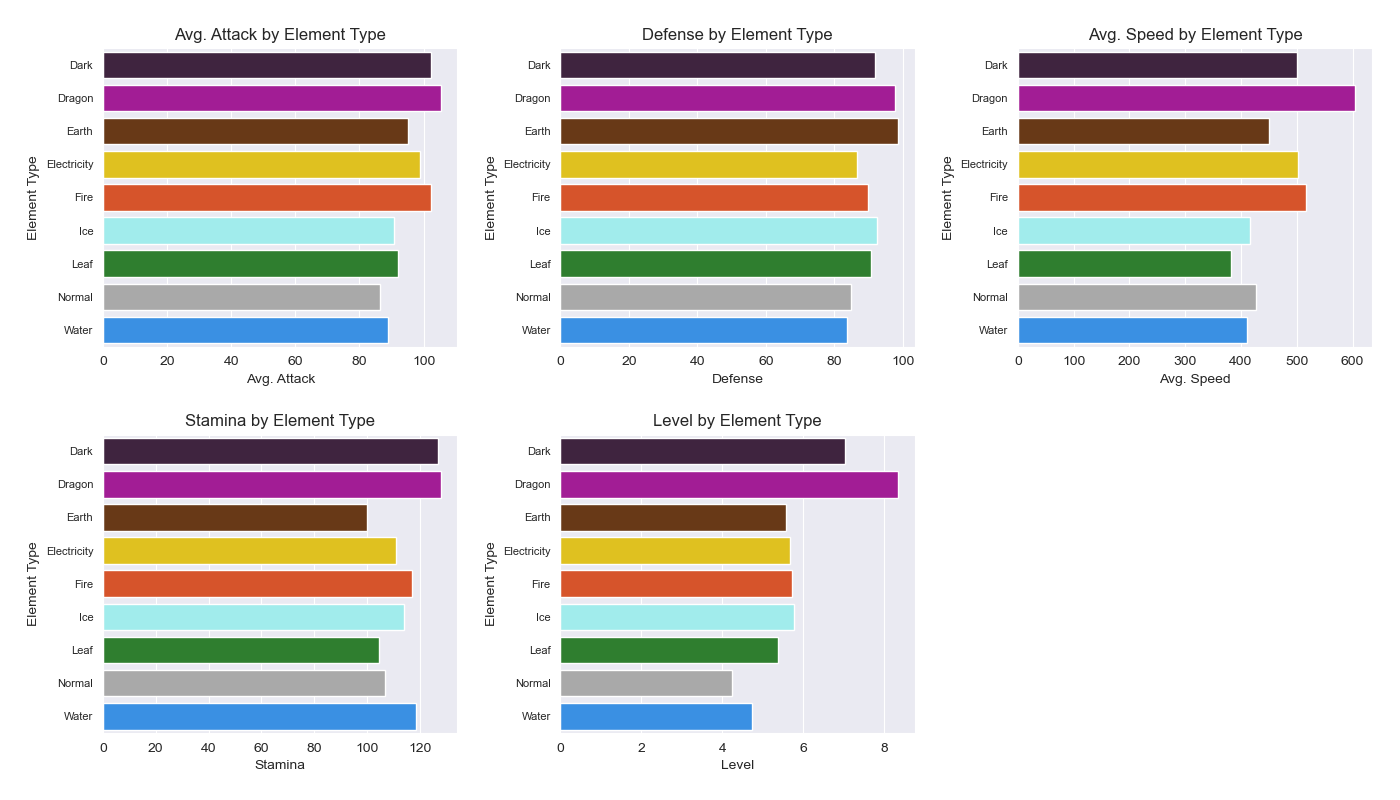 Avg. Attack by Element Type
Element Type
Dark
Dragon
Earth
Electricity
Fire
Ice
Leaf
Normal
Water
0 20 40 60 80 100
Avg. Attack
Defense by Element Type
Element Type
Dark
Dragon
Earth
Electricity
Fire
Ice
Leaf
Normal
Water
0 20 40 60 80 100
Defense
Avg. Speed by Element Type
Element Type
Dark
Dragon
Earth
Electricity
Fire
Ice
Leaf
Normal
Water
0 100 200 300 400 500 600
Avg. Speed
Stamina by Element Type
Element Type
Dark
Dragon
Earth
Electricity
Fire
Ice
Leaf
Normal
Water
0 20 40 60 80 100 120
Stamina
Level by Element Type
Element Type
Dark
Dragon
Earth
Electricity
Fire
Ice
Leaf
Normal
Water
0 2 4 6 8
Level